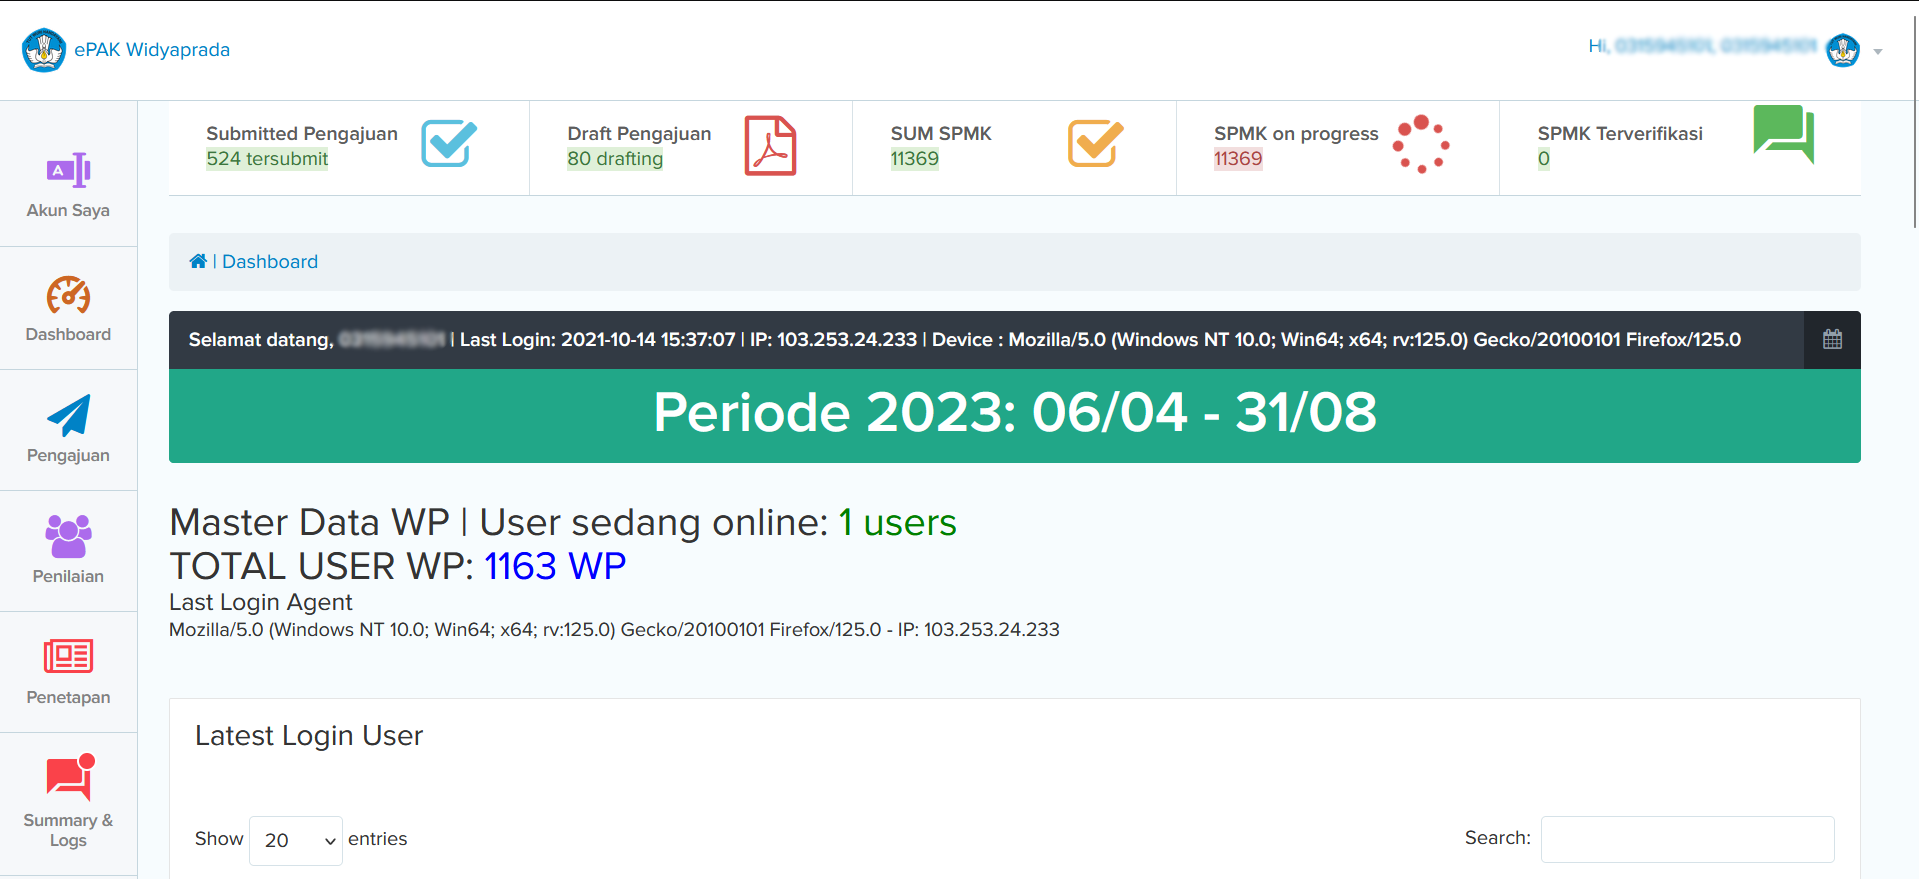 ePAK Widyaprada
Hi,
Submitted Pengajuan
524 tersubmit
Draft Pengajuan
80 drafting
SUM SPMK
11369
SPMK on progress
11369
SPMK Terverifikasi
0
Akun Saya
Dashboard
Pengajuan
Penilaian
Penetapan
Summary &
Logs
| Dashboard
Selamat datang, | Last Login: 2021-10-14 15:37:07 | IP: 103.253.24.233 | Device : Mozilla/5.0 (Windows NT 10.0; Win64; x64; rv:125.0) Gecko/20100101 Firefox/125.0
Periode 2023: 06/04 - 31/08
Master Data WP | User sedang online: 1 users
TOTAL USER WP: 1163 WP
Last Login Agent
Mozilla/5.0 (Windows NT 10.0; Win64; x64; rv:125.0) Gecko/20100101 Firefox/125.0 - IP: 103.253.24.233
Latest Login User
Show 20 entries
Search: